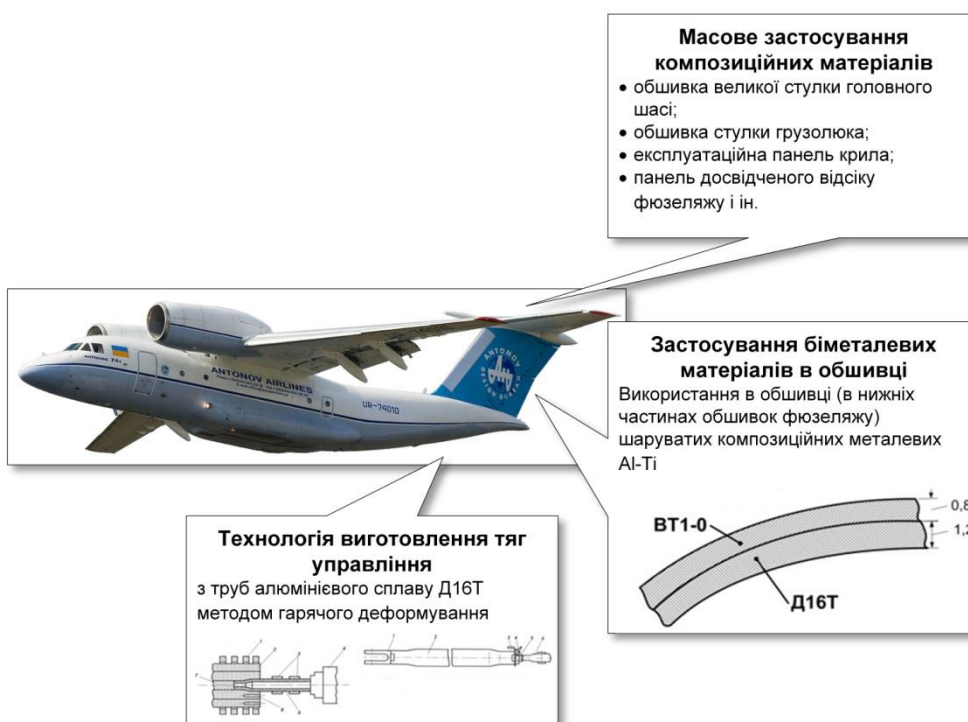 Масове застосування
композиційних матеріалів
• обшивка великої стулки головного
шасі;
• обшивка стулки грузолюка;
• експлуатаційна панель крила;
• панель досвідченого відсіку
фюзеляжу і ін.
ANTONOV AIRLINES
UR-74010
ANTONOV
Застосування біметалевих
матеріалів в обшивці
Використання в обшивці (в нижніх
частинах обшивок фюзеляжу)
шаруватих композиційних металевих
Al-Ti
0,8
1,2
ВТ1-0
Д16Т
Технологія виготовлення тяг
управління
з труб алюмінієвого сплаву Д16Т
методом гарячого деформування